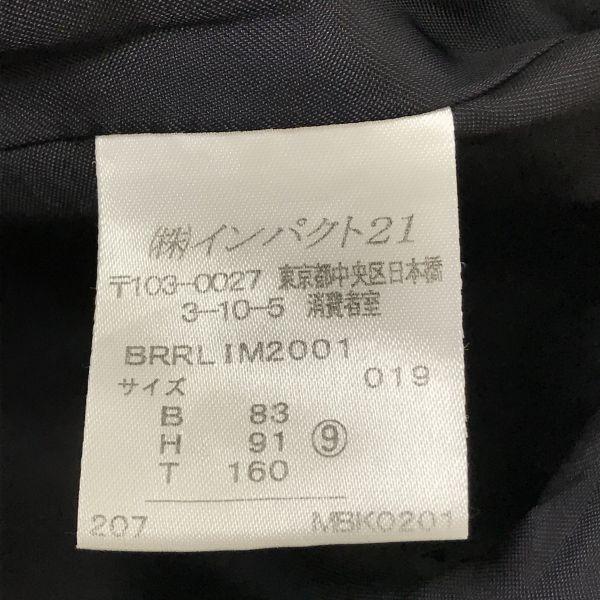 ㈱インパクト21
〒103-0027 東京都中央区日本橋
3-10-5 消費者室
BRRLIM2001
サイズ 019
B 83
H 91 ⑨
T 160
207 MBK0201